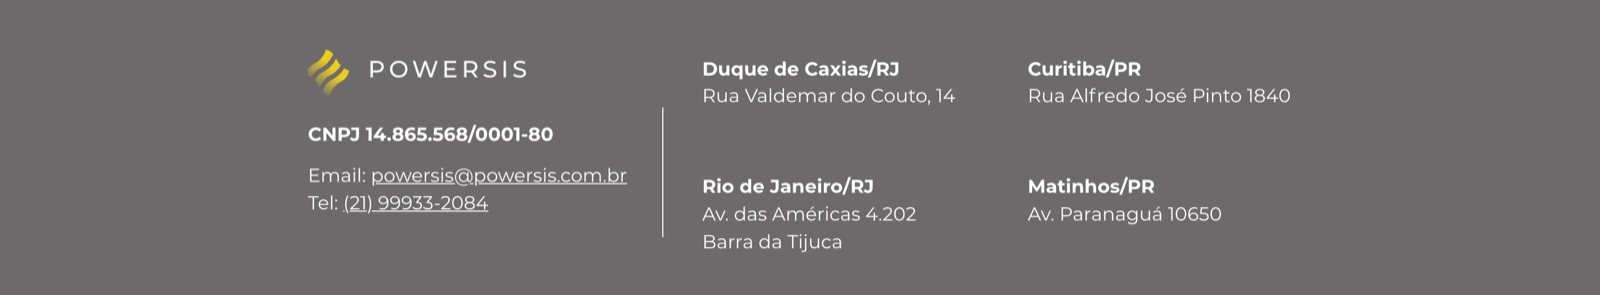 POWERSIS
CNPJ 14.865.568/0001-80
Email: powersis@powersis.com.br
Tel: (21) 99933-2084
Duque de Caxias/RJ
Rua Valdemar do Couto, 14
Rio de Janeiro/RJ
Av. das Américas 4.202
Barra da Tijuca
Curitiba/PR
Rua Alfredo José Pinto 1840
Matinhos/PR
Av. Paranaguá 10650